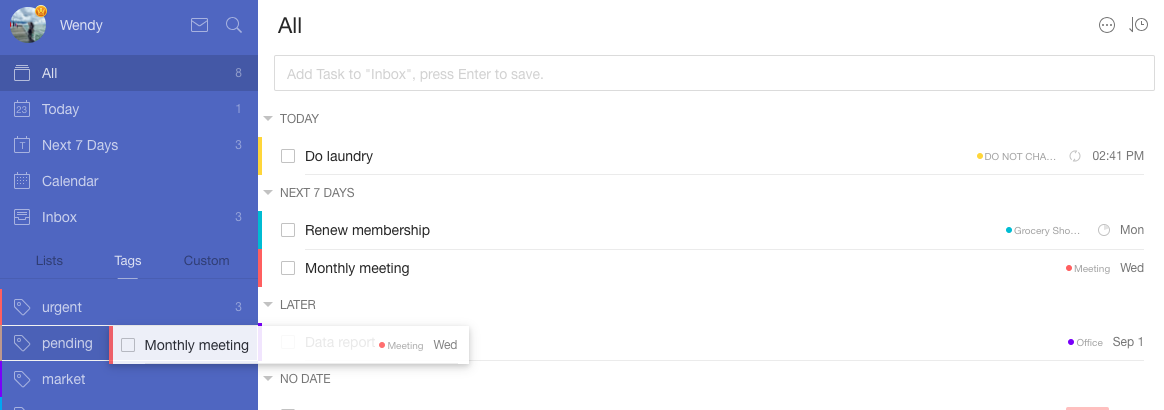 Wendy
All 8
23 Today 1
T Next 7 Days 3
Calendar
Inbox 3
Lists Tags Custom
urgent 3
pending
market
All
Add Task to "Inbox", press Enter to save.
TODAY
Do laundry DO NOT CHA... 02:41 PM
NEXT 7 DAYS
Renew membership Grocery Sho... Mon
Monthly meeting Meeting Wed
LATER
Monthly meeting Meeting Wed
Data report Office Sep 1
NO DATE